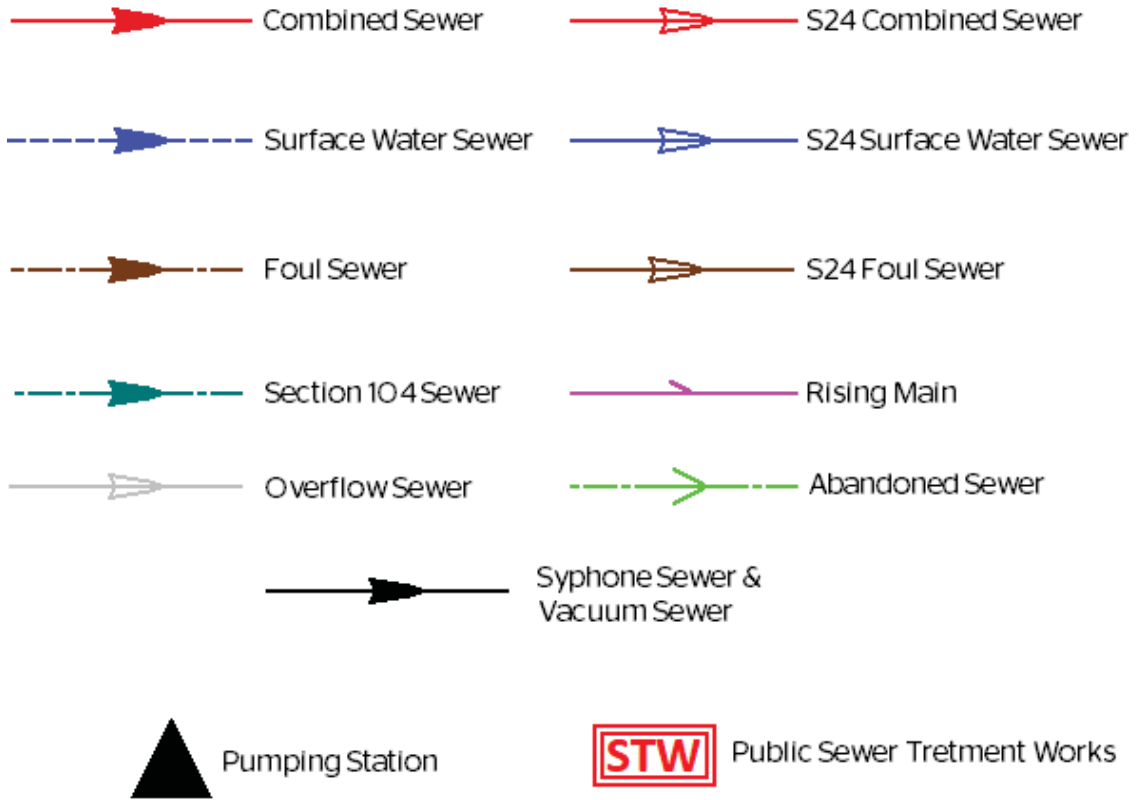 Combined Sewer
S24 Combined Sewer
Surface Water Sewer
S24 Surface Water Sewer
Foul Sewer
S24 Foul Sewer
Section 104 Sewer
Rising Main
Overflow Sewer
Abandoned Sewer
Syphone Sewer &
Vacuum Sewer
Pumping Station
STW
Public Sewer Tretment Works